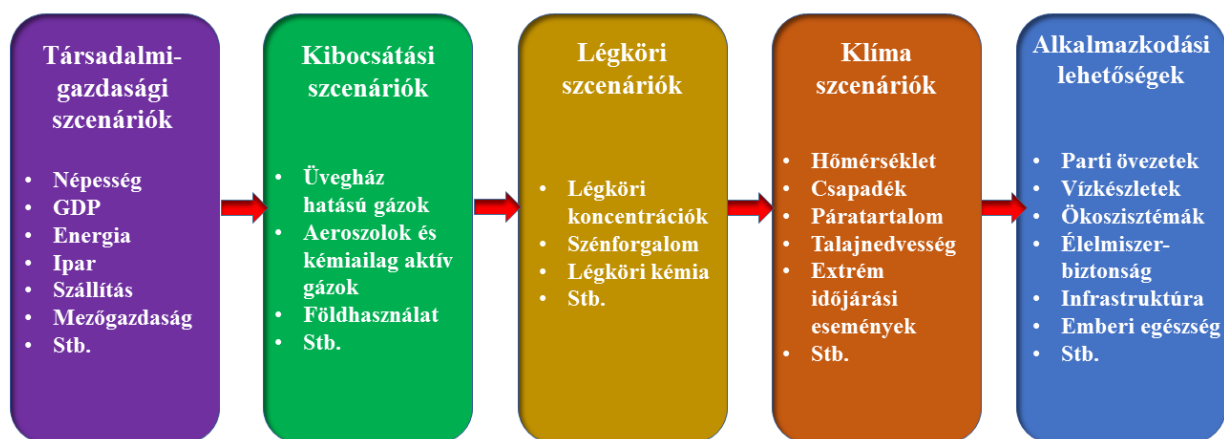 Társadalmi-
gazdasági
szcenáriók
• Népesség
• GDP
• Energia
• Ipar
• Szállítás
• Mezőgazdaság
• Stb.
Kibocsátási
szcenáriók
• Üvegház
hatású gázok
• Aeroszolok és
kémiailag aktív
gázok
• Földhasználat
• Stb.
Légköri
szcenáriók
• Légköri
koncentrációk
• Szénforgalom
• Légköri kémia
• Stb.
Klíma
szcenáriók
• Hőmérséklet
• Csapadék
• Páratartalom
• Talajnedvesség
• Extrém
időjárási
események
• Stb.
Alkalmazkodási
lehetőségek
• Parti övezetek
• Vízkészletek
• Ökoszisztémák
• Élelmiszer-
biztonság
• Infrastruktúra
• Emberi egészség
• Stb.